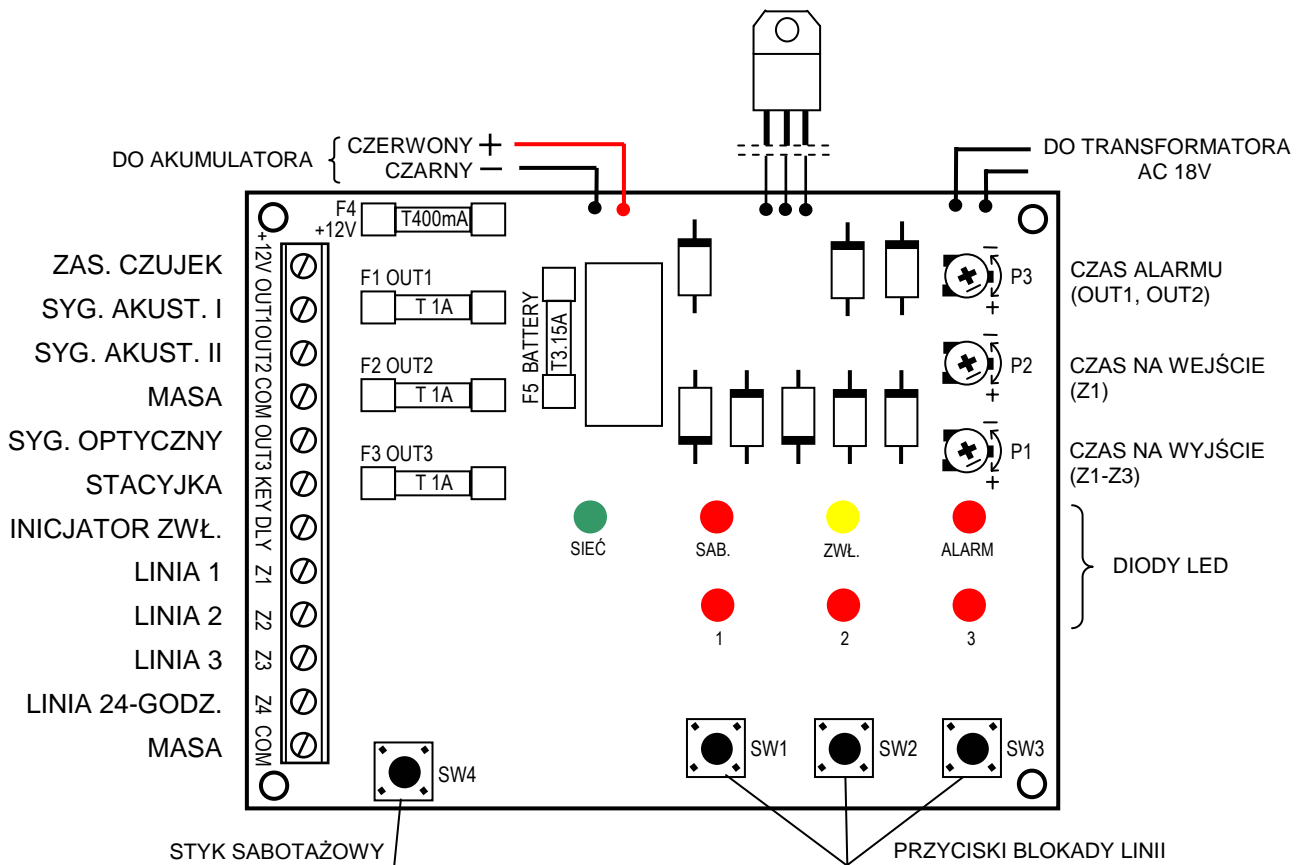 DO AKUMULATORA
CZERWONY +
CZARNY −
DO TRANSFORMATORA
AC 18V
F4
+12V
T400mA
F1 OUT1
T 1A
F2 OUT2
T 1A
F3 OUT3
T 1A
F5 BATTERY
T3.15A
ZAS. CZUJEK
SYG. AKUST. I
SYG. AKUST. II
MASA
SYG. OPTYCZNY
STACYJKA
INICJATOR ZWŁ.
LINIA 1
LINIA 2
LINIA 3
LINIA 24-GODZ.
MASA
+12V OUT1 OUT2 COM OUT3 KEY DLY Z1 Z2 Z3 Z4 COM
− P3 +
CZAS ALARMU
(OUT1, OUT2)
− P2 +
CZAS NA WEJŚCIE
(Z1)
− P1 +
CZAS NA WYJŚCIE
(Z1-Z3)
SIEĆ
SAB.
ZWŁ.
ALARM
1
2
3
DIODY LED
SW4
SW1
SW2
SW3
STYK SABOTAŻOWY
PRZYCISKI BLOKADY LINII